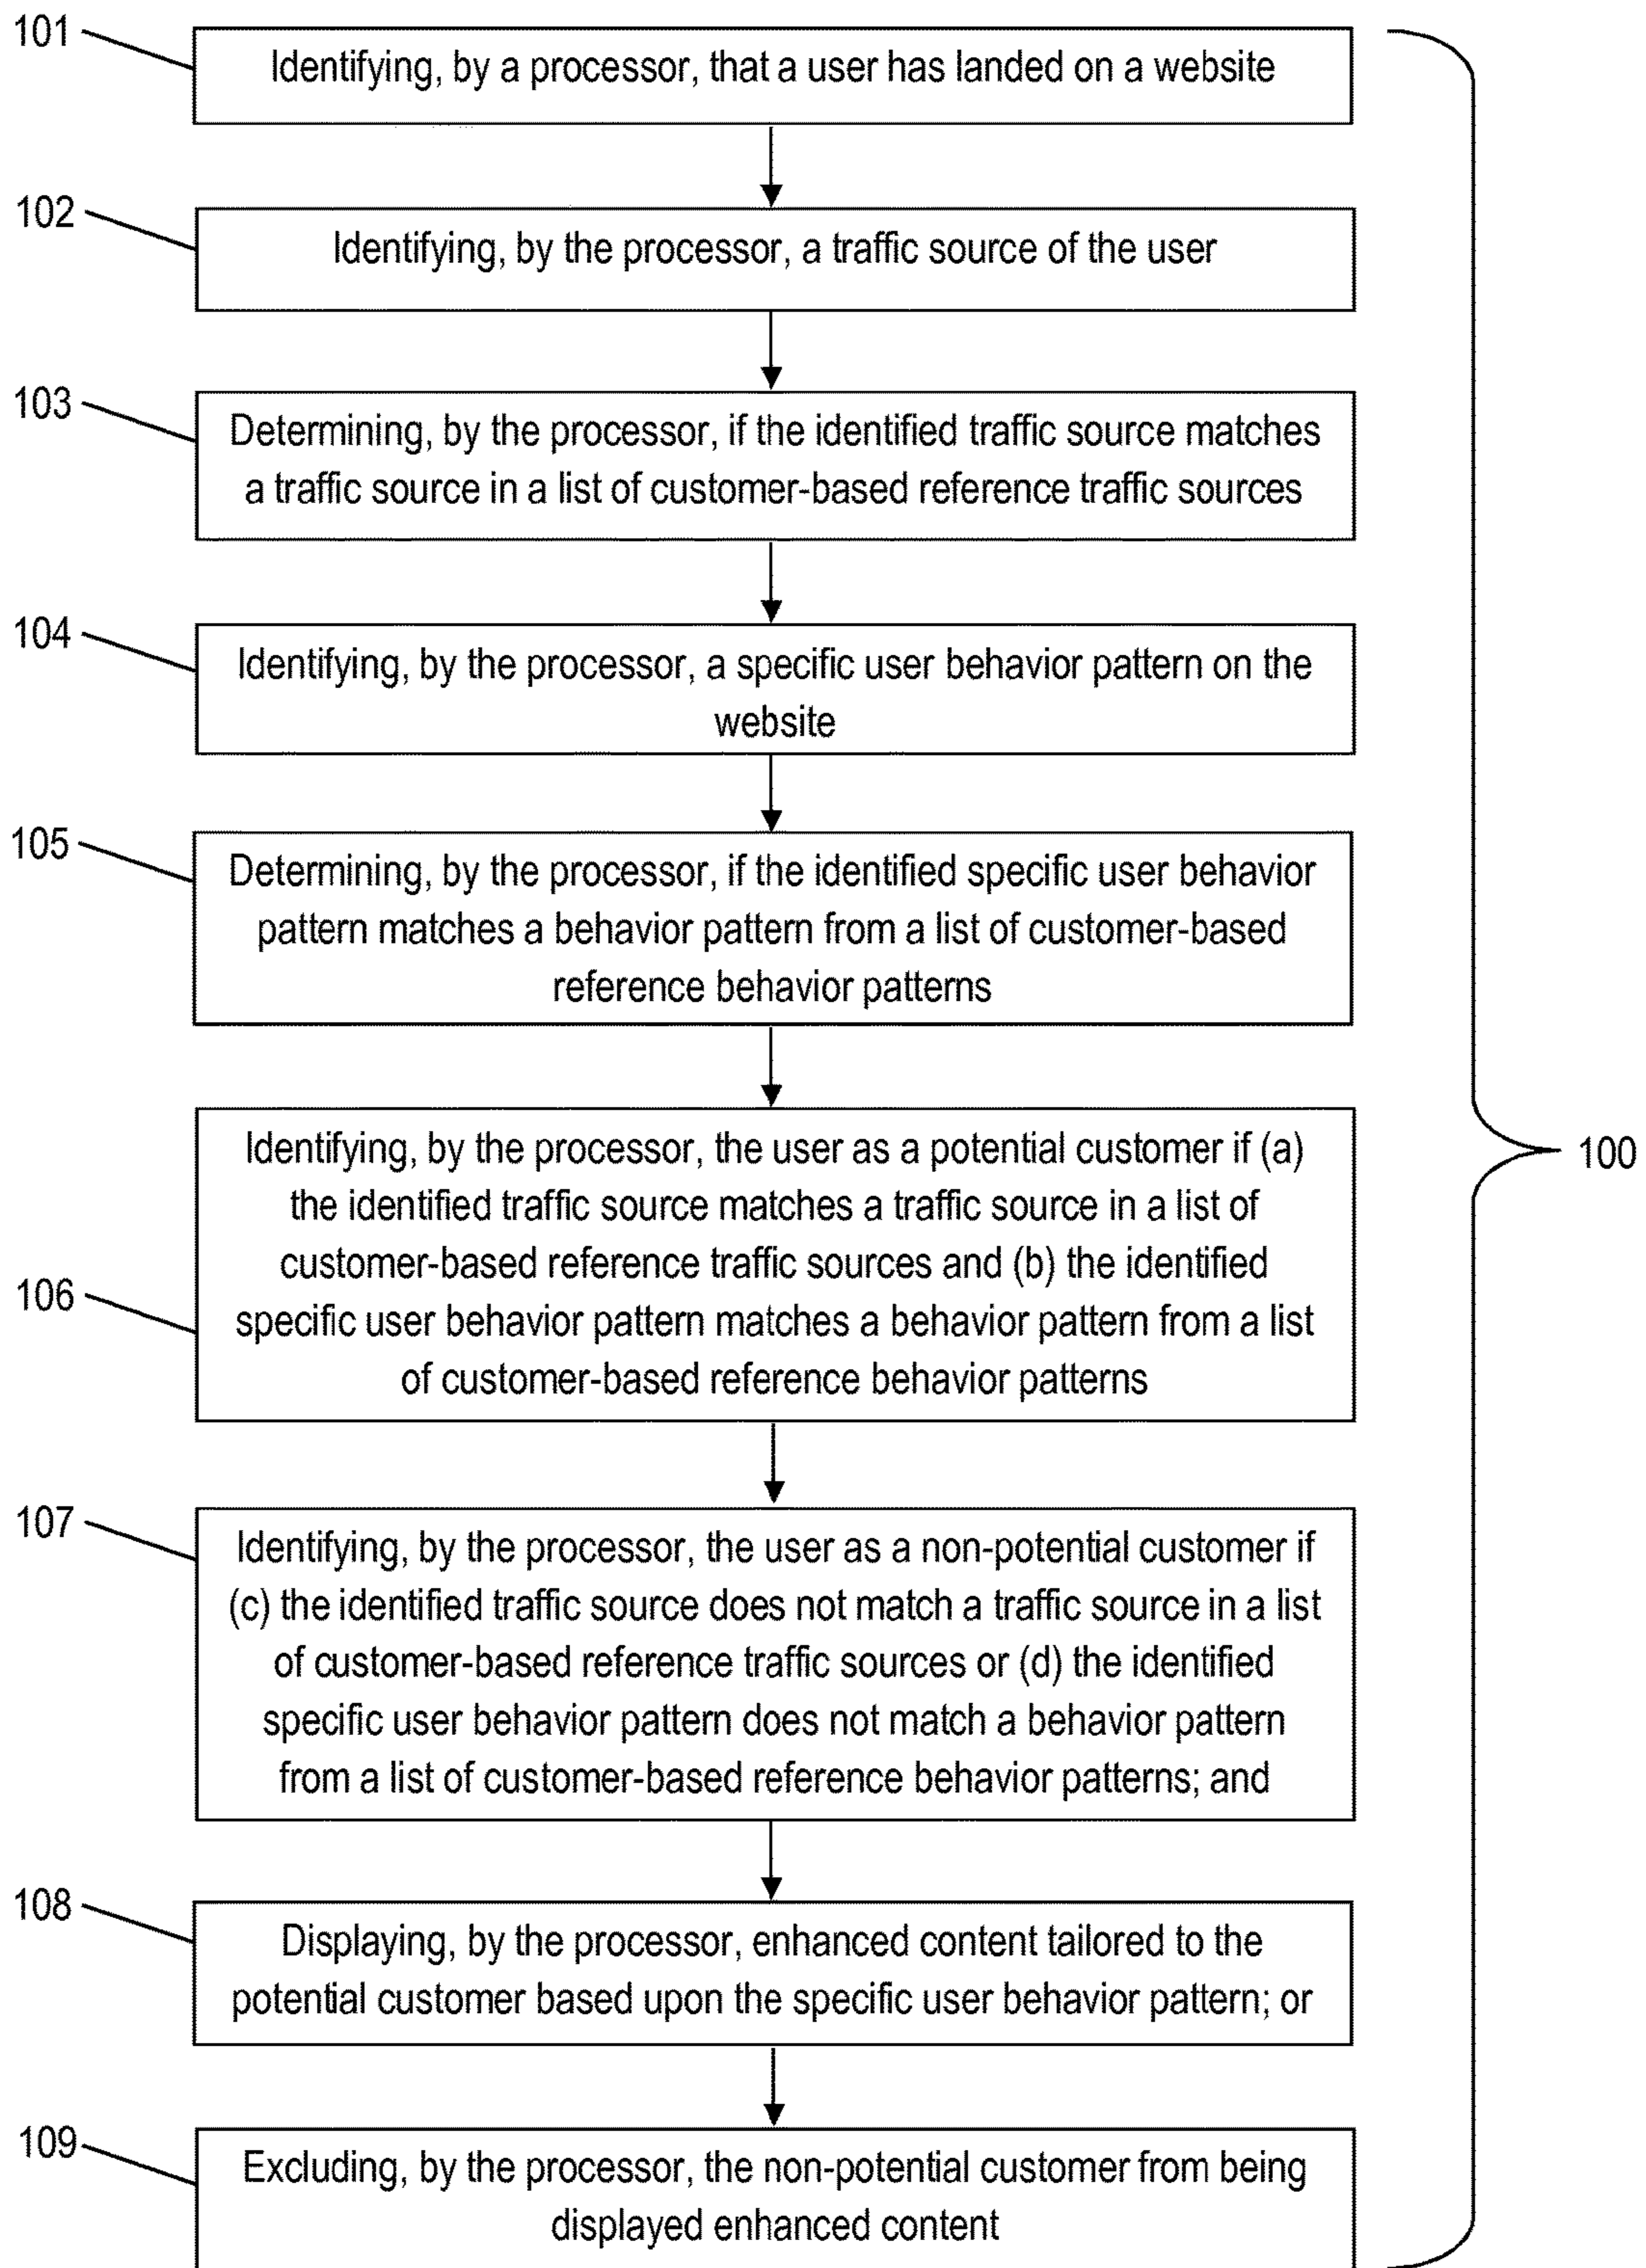 101
Identifying, by a processor, that a user has landed on a website
102
Identifying, by the processor, a traffic source of the user
103
Determining, by the processor, if the identified traffic source matches
a traffic source in a list of customer-based reference traffic sources
104
Identifying, by the processor, a specific user behavior pattern on the
website
105
Determining, by the processor, if the identified specific user behavior
pattern matches a behavior pattern from a list of customer-based
reference behavior patterns
106
Identifying, by the processor, the user as a potential customer if (a)
the identified traffic source matches a traffic source in a list of
customer-based reference traffic sources and (b) the identified
specific user behavior pattern matches a behavior pattern from a list
of customer-based reference behavior patterns
100
107
Identifying, by the processor, the user as a non-potential customer if
(c) the identified traffic source does not match a traffic source in a list
of customer-based reference traffic sources or (d) the identified
specific user behavior pattern does not match a behavior pattern
from a list of customer-based reference behavior patterns; and
108
Displaying, by the processor, enhanced content tailored to the
potential customer based upon the specific user behavior pattern; or
109
Excluding, by the processor, the non-potential customer from being
displayed enhanced content